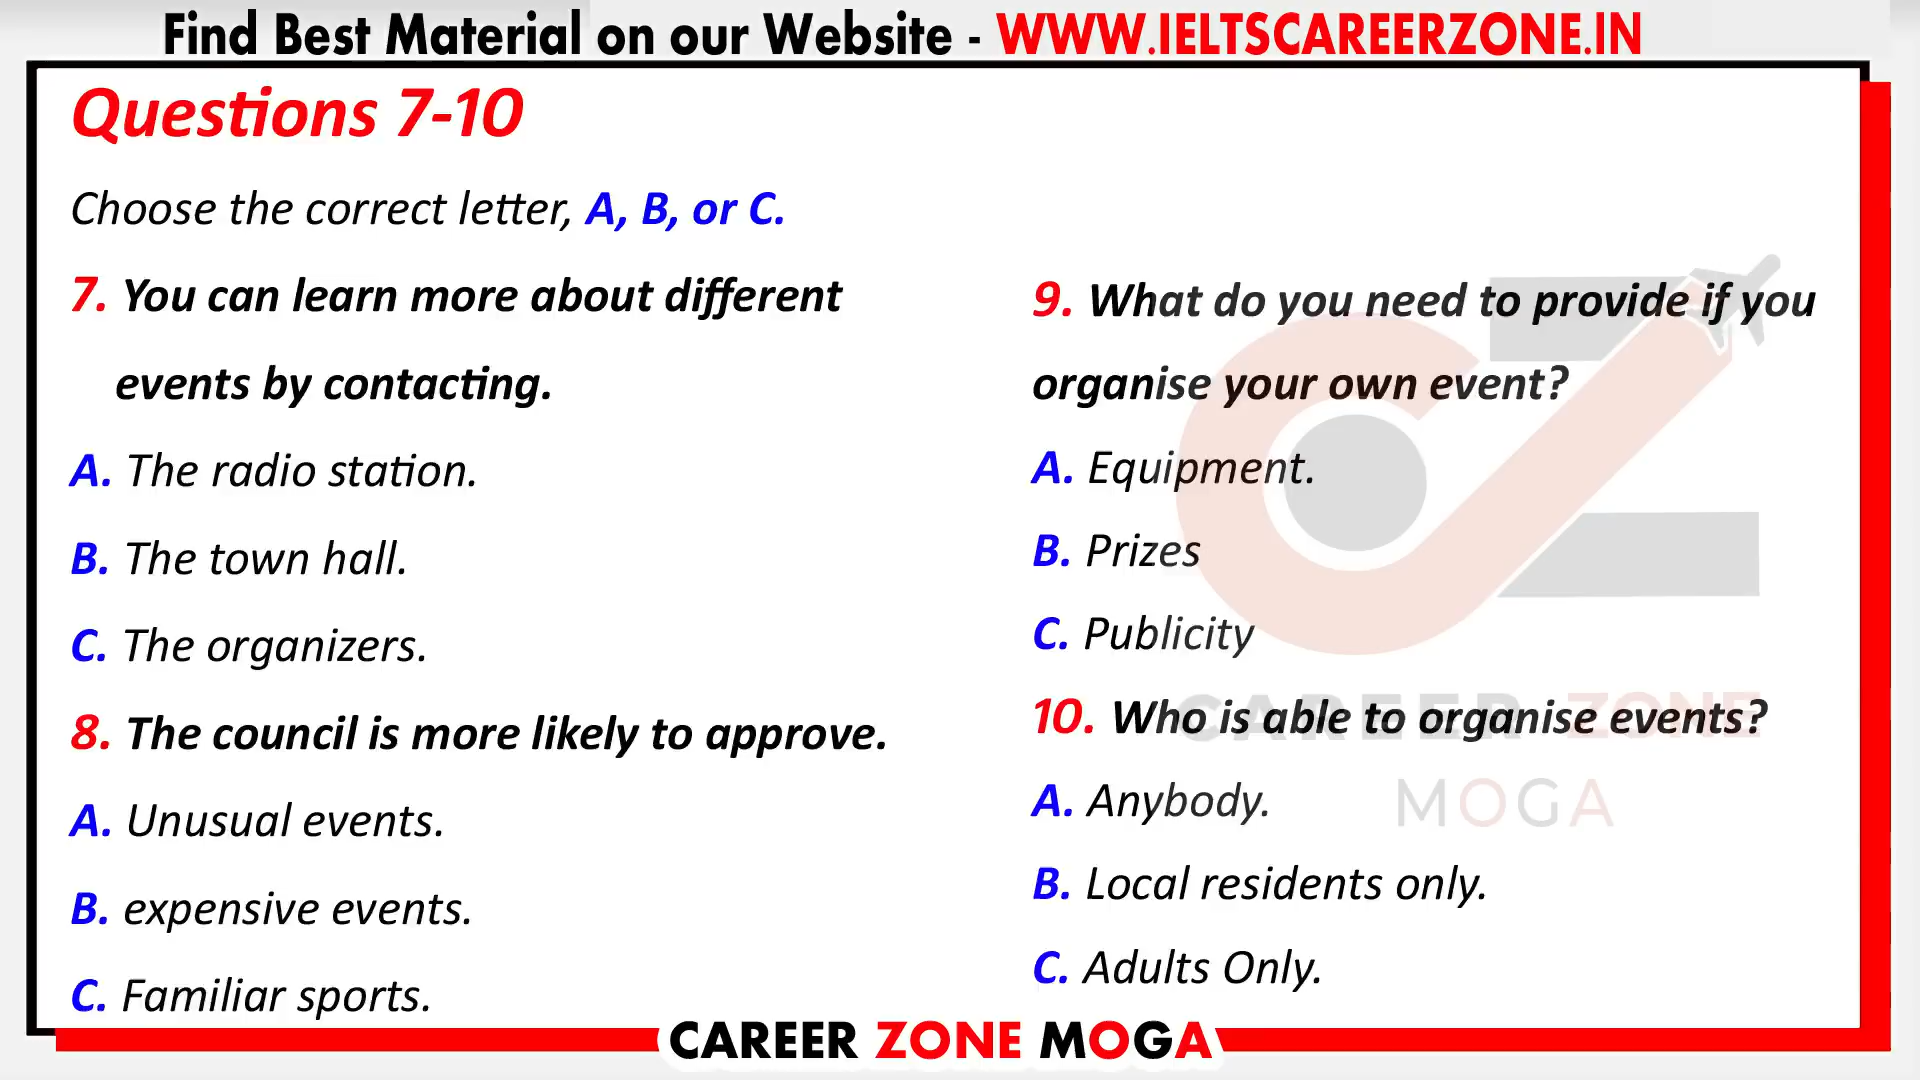 Find Best Material on our Website - WWW.IELTSCAREERZONE.IN
Questions 7-10
Choose the correct letter, A, B, or C.
7. You can learn more about different
events by contacting.
A. The radio station.
B. The town hall.
C. The organizers.
8. The council is more likely to approve.
A. Unusual events.
B. expensive events.
C. Familiar sports.
9. What do you need to provide if you
organise your own event?
A. Equipment.
B. Prizes
C. Publicity
10. Who is able to organise events?
A. Anybody.
B. Local residents only.
C. Adults Only.
CAREER ZONE
MOGA
CAREER ZONE MOGA